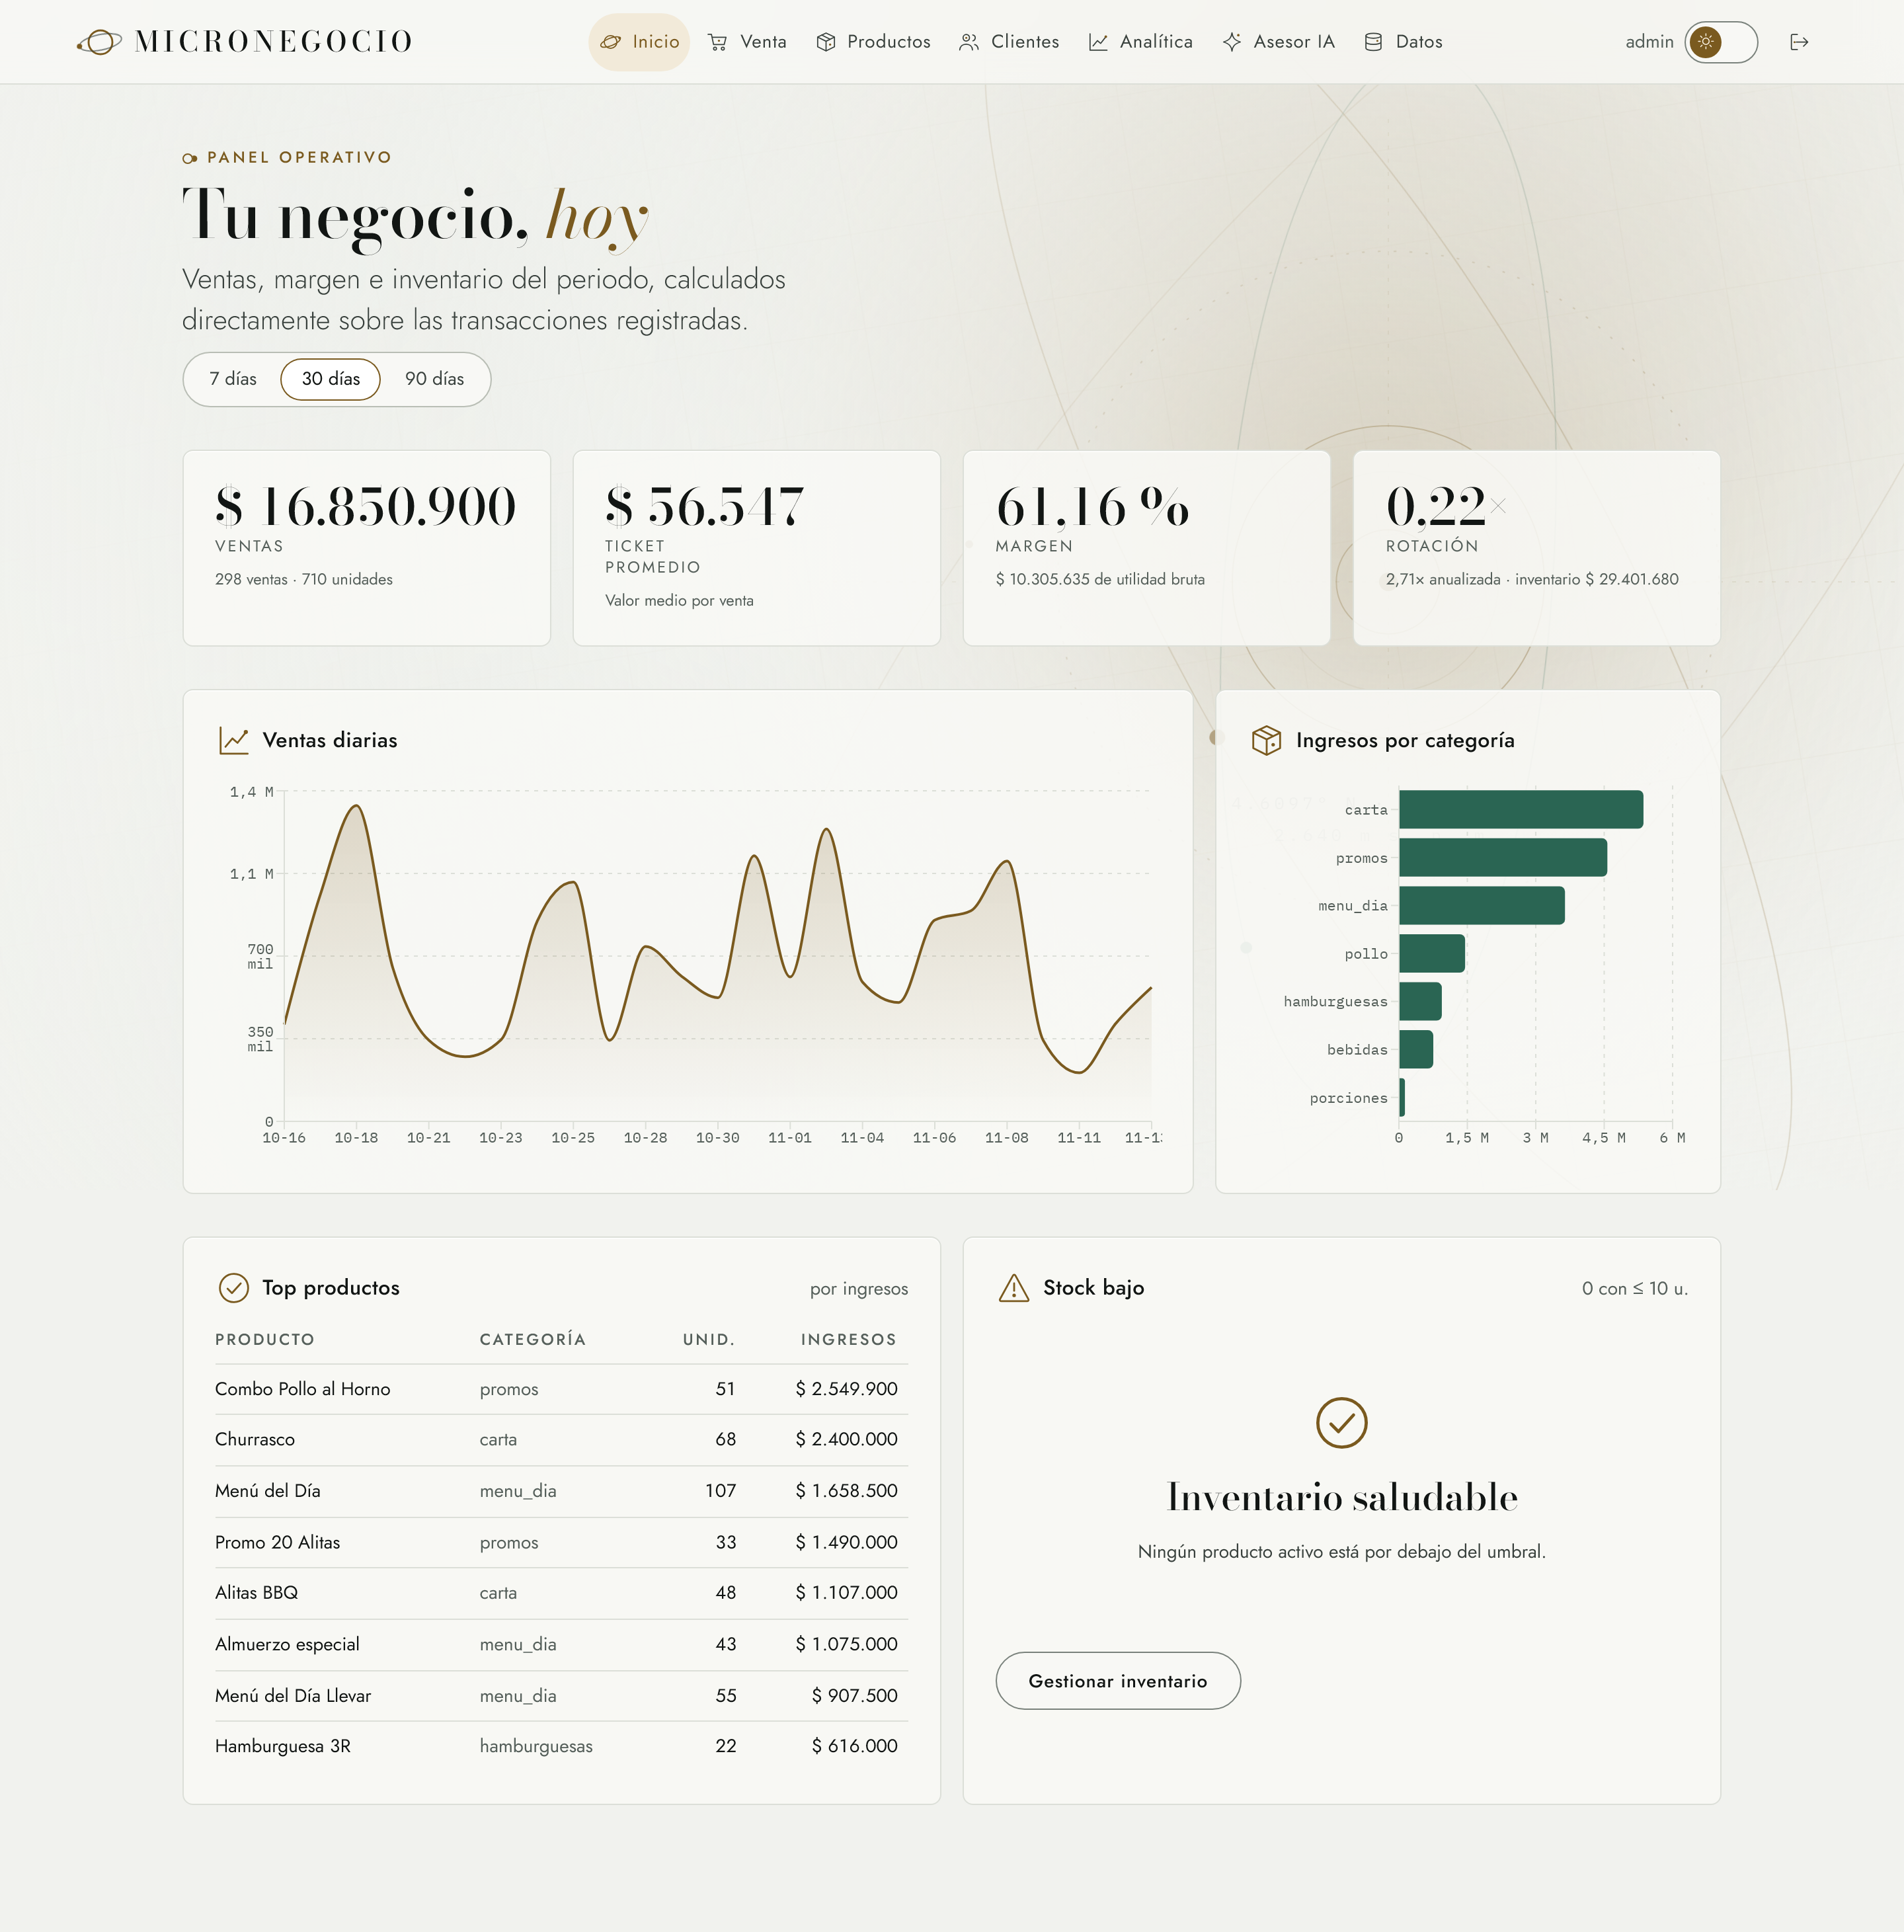 MICRONEGOCIO
Inicio
Venta
Productos
Clientes
Analítica
Asesor IA
Datos
admin
PANEL OPERATIVO
Tu negocio, hoy
Ventas, margen e inventario del periodo, calculados
directamente sobre las transacciones registradas.
7 días
30 días
90 días
$ 16.850.900
VENTAS
298 ventas · 710 unidades
$ 56.547
TICKET
PROMEDIO
Valor medio por venta
61,16 %
MARGEN
$ 10.305.635 de utilidad bruta
0,22×
ROTACIÓN
2,71× anualizada · inventario $ 29.401.680
Ventas diarias
1,4 M
1,1 M
700
mil
350
mil
0
10-16 10-18 10-21 10-23 10-25 10-28 10-30 11-01 11-04 11-06 11-08 11-11
Ingresos por categoría
carta
promos
menu_dia
pollo
hamburguesas
bebidas
porciones
0 1,5 M 3 M 4,5 M 6 M
Top productos
por ingresos
PRODUCTO CATEGORÍA UNID. INGRESOS
Combo Pollo al Horno promos 51 $ 2.549.900
Churrasco carta 68 $ 2.400.000
Menú del Día menu_dia 107 $ 1.658.500
Promo 20 Alitas promos 33 $ 1.490.000
Alitas BBQ carta 48 $ 1.107.000
Almuerzo especial menu_dia 43 $ 1.075.000
Menú del Día Llevar menu_dia 55 $ 907.500
Hamburguesa 3R hamburguesas 22 $ 616.000
Stock bajo
0 con ≤ 10 u.
Inventario saludable
Ningún producto activo está por debajo del umbral.
Gestionar inventario